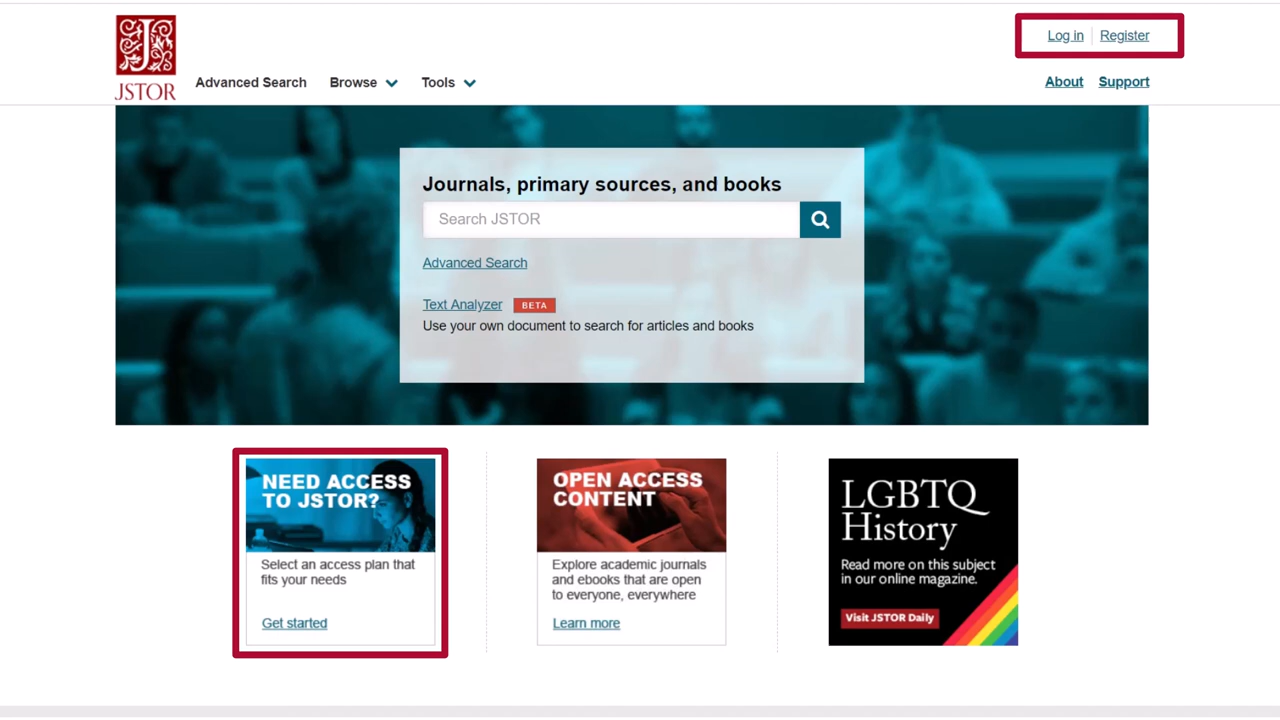 Log in Register
JSTOR
Advanced Search Browse Tools
About Support
Journals, primary sources, and books
Search JSTOR
Advanced Search
Text Analyzer BETA
Use your own document to search for articles and books
NEED ACCESS
TO JSTOR?
Select an access plan that
fits your needs
Get started
OPEN ACCESS
CONTENT
Explore academic journals
and ebooks that are open
to everyone, everywhere
Learn more
LGBTQ
History
Read more on this subject
in our online magazine.
Visit JSTOR Daily